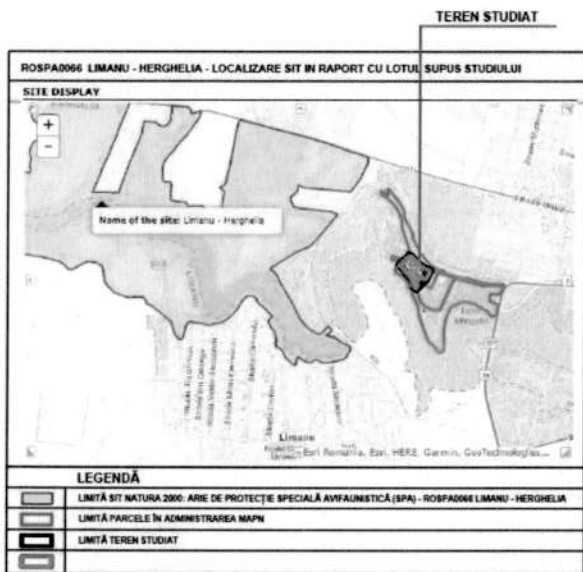 TEREN STUDIAT
ROSPA0066 LIMANU - HERGHELIA - LOCALIZARE SIT IN RAPORT CU LOTUL SUPUS STUDIULUI
SITE DISPLAY
+
−
Name of the site: Limanu - Herghelia
Limanu
Esri Romania, Esri, HERE, Garmin, GeoTechnologies...
LEGENDĂ
LIMITĂ SIT NATURA 2000: ARIE DE PROTECȚIE SPECIALĂ AVIFAUNISTICĂ (SPA) - ROSPA0066 LIMANU - HERGHELIA
LIMITĂ PARCELE ÎN ADMINISTRAREA MAPN
LIMITĂ TEREN STUDIAT